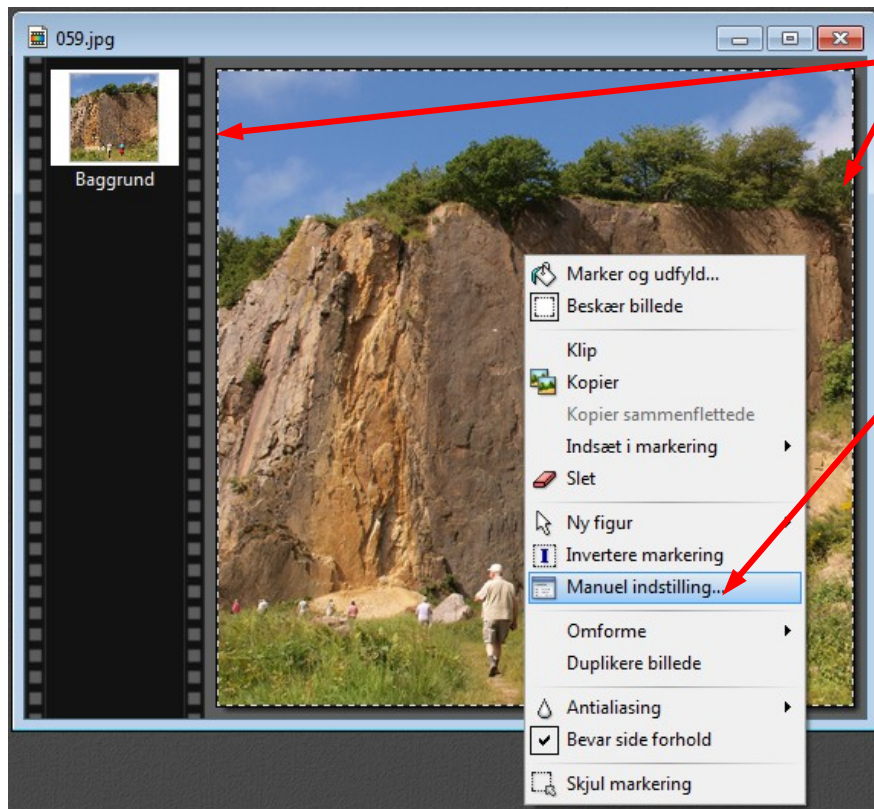 059.jpg
Baggrund
Marker og udfyld...
Beskær billede
Klip
Kopier
Kopier sammenflettede
Indsæt i markering
Slet
Ny figur
Invertere markering
Manuel indstilling...
Omforme
Duplikere billede
Antialiasing
Bevar side forhold
Skjul markering